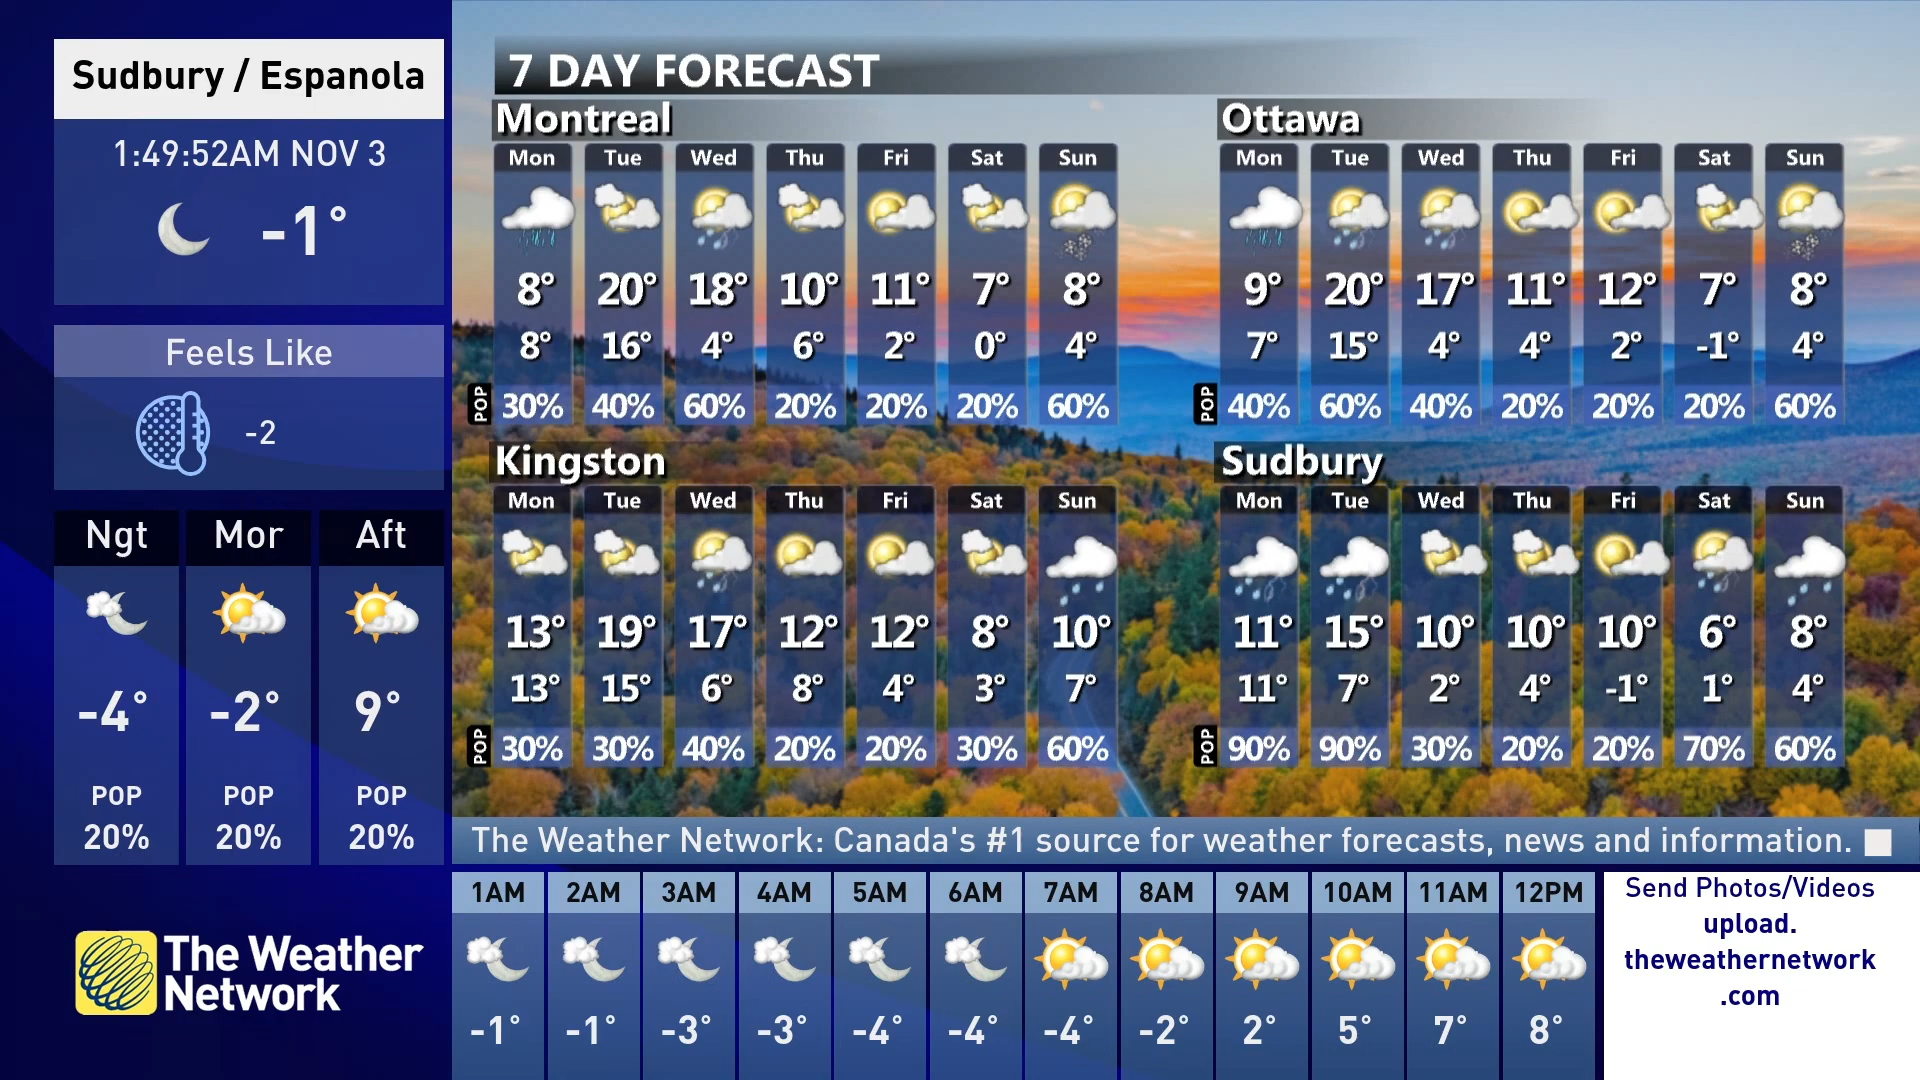 Sudbury / Espanola
1:49:52AM NOV 3
-1°
Feels Like
-2
Ngt Mor Aft
-4° -2° 9°
POP POP POP
20% 20% 20%
The Weather
Network
7 DAY FORECAST
Montreal
Mon Tue Wed Thu Fri Sat Sun
8° 20° 18° 10° 11° 7° 8°
8° 16° 4° 6° 2° 0° 4°
POP 30% 40% 60% 20% 20% 20% 60%
Ottawa
Mon Tue Wed Thu Fri Sat Sun
9° 20° 17° 11° 12° 7° 8°
7° 15° 4° 4° 2° -1° 4°
POP 40% 60% 40% 20% 20% 20% 60%
Kingston
Mon Tue Wed Thu Fri Sat Sun
13° 19° 17° 12° 12° 8° 10°
13° 15° 6° 8° 4° 3° 7°
POP 30% 30% 40% 20% 20% 30% 60%
Sudbury
Mon Tue Wed Thu Fri Sat Sun
11° 15° 10° 10° 10° 6° 8°
11° 7° 2° 4° -1° 1° 4°
POP 90% 90% 30% 20% 20% 70% 60%
The Weather Network: Canada's #1 source for weather forecasts, news and information.
1AM 2AM 3AM 4AM 5AM 6AM 7AM 8AM 9AM 10AM 11AM 12PM
-1° -1° -3° -3° -4° -4° -4° -2° 2° 5° 7° 8°
Send Photos/Videos
upload.
theweathernetwork
.com